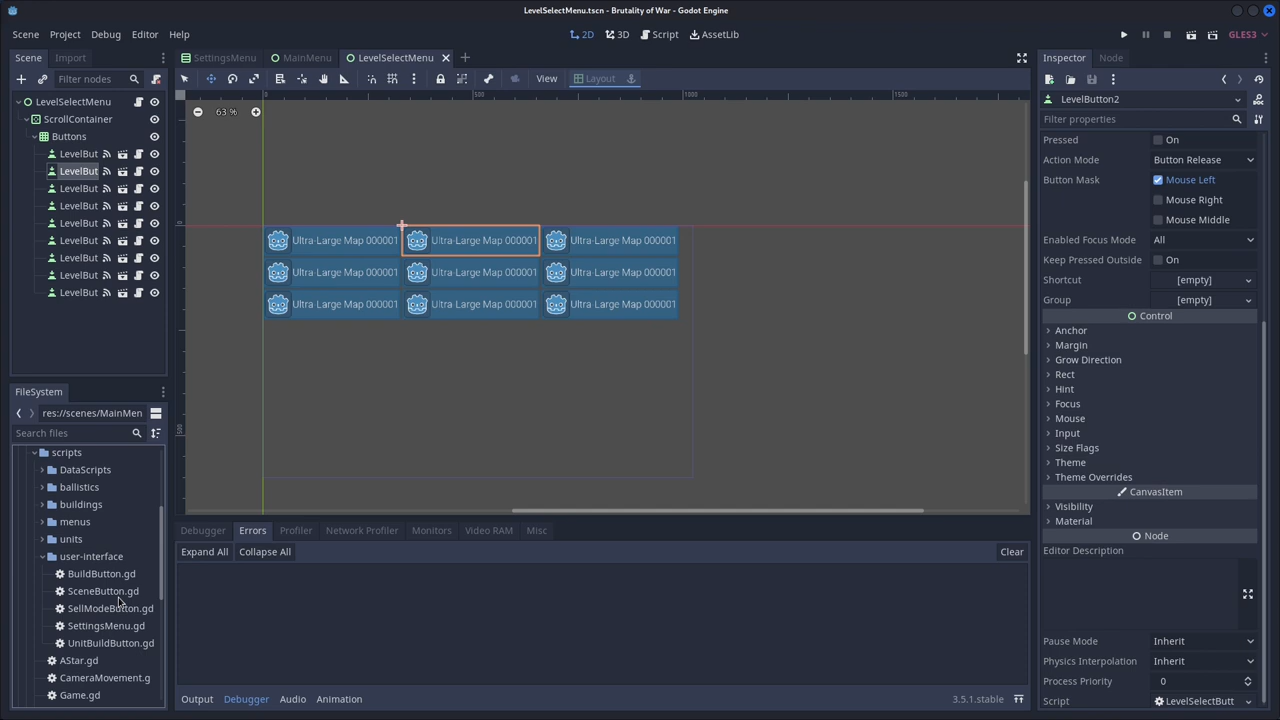 LevelSelectMenu.tscn - Brutality of War - Godot Engine
Scene Project Debug Editor Help
2D 3D Script AssetLib
GLES3
Scene Import
SettingsMenu MainMenu LevelSelectMenu
Inspector Node
Filter nodes
View Layout
LevelSelectMenu
ScrollContainer
Buttons
LevelBut
LevelBut
LevelBut
LevelBut
LevelBut
LevelBut
LevelBut
LevelBut
LevelBut
0 500 1000 1500
63 %
0
500
Ultra-Large Map 000001 Ultra-Large Map 000001 Ultra-Large Map 000001
Ultra-Large Map 000001 Ultra-Large Map 000001 Ultra-Large Map 000001
Ultra-Large Map 000001 Ultra-Large Map 000001 Ultra-Large Map 000001
LevelButton2
Filter properties
Pressed On
Action Mode Button Release
Button Mask Mouse Left
Mouse Right
Mouse Middle
Enabled Focus Mode All
Keep Pressed Outside On
Shortcut [empty]
Group [empty]
Control
Anchor
Margin
Grow Direction
Rect
Hint
Focus
Mouse
Input
Size Flags
Theme
Theme Overrides
CanvasItem
Visibility
Material
Node
Editor Description
Pause Mode Inherit
Physics Interpolation Inherit
Process Priority 0
Script LevelSelectButt
FileSystem
res://scenes/MainMen
Search files
scripts
DataScripts
ballistics
buildings
menus
units
user-interface
BuildButton.gd
SceneButton.gd
SellModeButton.gd
SettingsMenu.gd
UnitBuildButton.gd
AStar.gd
CameraMovement.g
Game.gd
Debugger Errors Profiler Network Profiler Monitors Video RAM Misc
Expand All Collapse All Clear
Output Debugger Audio Animation 3.5.1.stable